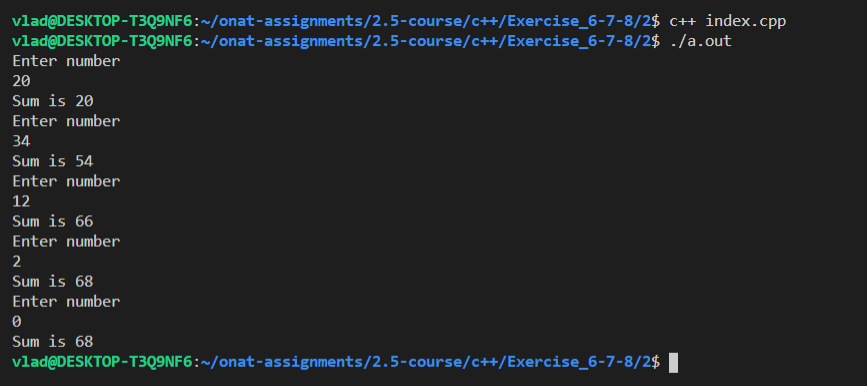 vlad@DESKTOP-T3Q9NF6:~/onat-assignments/2.5-course/c++/Exercise_6-7-8/2$ c++ index.cpp
vlad@DESKTOP-T3Q9NF6:~/onat-assignments/2.5-course/c++/Exercise_6-7-8/2$ ./a.out
Enter number
20
Sum is 20
Enter number
34
Sum is 54
Enter number
12
Sum is 66
Enter number
2
Sum is 68
Enter number
0
Sum is 68
vlad@DESKTOP-T3Q9NF6:~/onat-assignments/2.5-course/c++/Exercise_6-7-8/2$